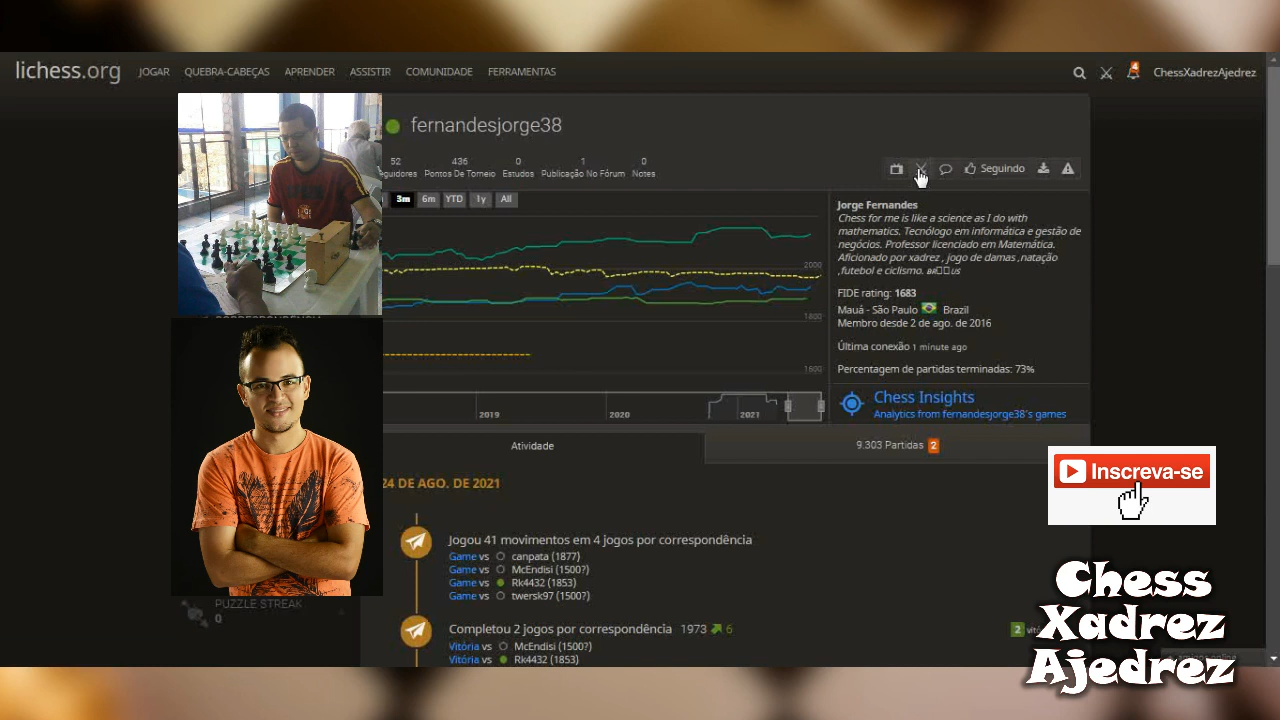 lichess.org JOGAR QUEBRA-CABEÇAS APRENDER ASSISTIR COMUNIDADE FERRAMENTAS 4 ChessXadrezAjedrez
fernandesjorge38
52 436 0 1 0
Pontos De Torneio Estudos Publicação No Fórum Notes
Seguindo
3m 6m YTD 1y All
2000
1800
1600
2019 2020 2021
Jorge Fernandes
Chess for me is like a science as I do with
mathematics. Tecnólogo em informática e gestão de
negócios. Professor licenciado em Matemática.
Aficionado por xadrez , jogo de damas ,natação
,futebol e ciclismo.
FIDE rating: 1683
Mauá - São Paulo Brazil
Membro desde 2 de ago. de 2016
Última conexão 1 minute ago
Percentagem de partidas terminadas: 73%
Chess Insights
Analytics from fernandesjorge38's games
Atividade
9.303 Partidas 2
24 DE AGO. DE 2021
Jogou 41 movimentos em 4 jogos por correspondência
Game vs canpata (1877)
Game vs McEndisi (1500?)
Game vs Rk4432 (1853)
Game vs twersk97 (1500?)
Completou 2 jogos por correspondência 1973 6
2
Vitória vs McEndisi (1500?)
Vitória vs Rk4432 (1853)
PUZZLE STREAK
0
Inscreva-se
Chess
Xadrez
Ajedrez